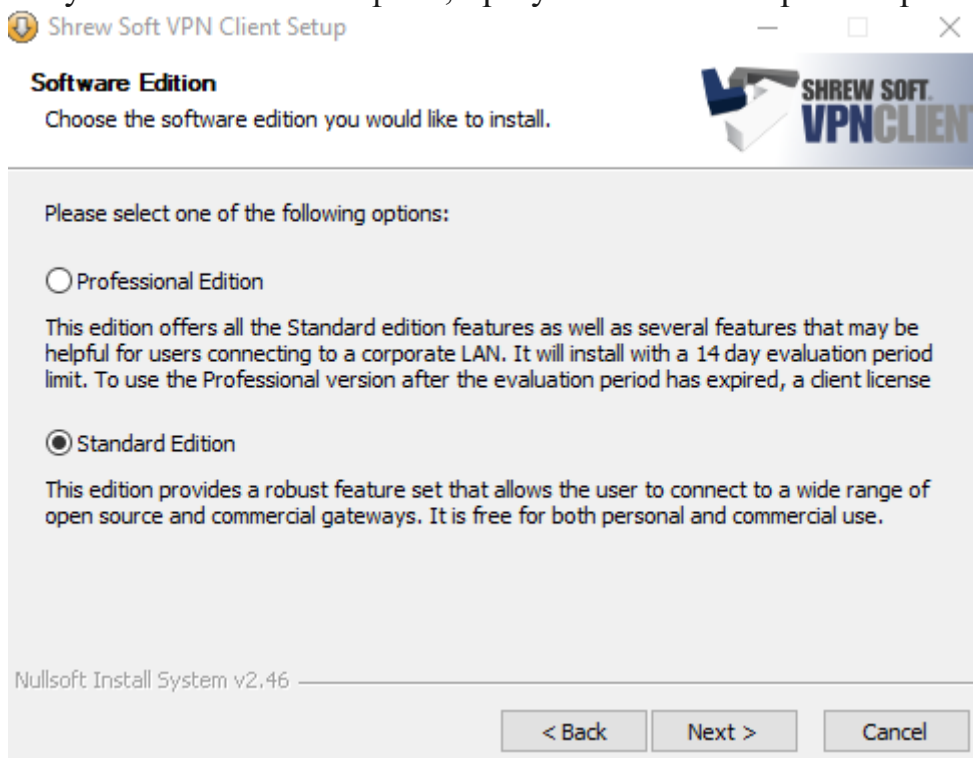 Shrew Soft VPN Client Setup
Software Edition
Choose the software edition you would like to install.
SHREW SOFT.
VPNCLIEN
Please select one of the following options:
Professional Edition
This edition offers all the Standard edition features as well as several features that may be
helpful for users connecting to a corporate LAN. It will install with a 14 day evaluation period
limit. To use the Professional version after the evaluation period has expired, a client license
Standard Edition
This edition provides a robust feature set that allows the user to connect to a wide range of
open source and commercial gateways. It is free for both personal and commercial use.
Nullsoft Install System v2.46
< Back
Next >
Cancel